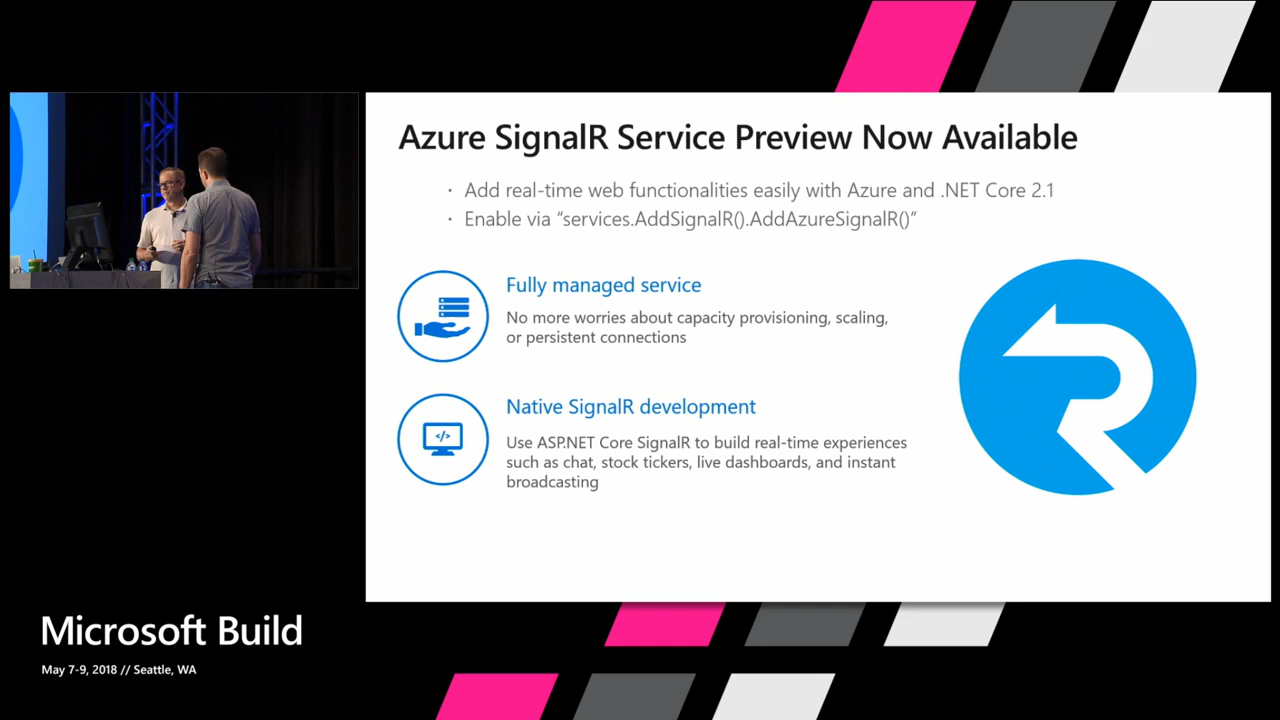 Azure SignalR Service Preview Now Available
· Add real-time web functionalities easily with Azure and .NET Core 2.1
· Enable via “services.AddSignalR().AddAzureSignalR()”
Fully managed service
No more worries about capacity provisioning, scaling,
or persistent connections
</>
Native SignalR development
Use ASP.NET Core SignalR to build real-time experiences
such as chat, stock tickers, live dashboards, and instant
broadcasting
Microsoft Build
May 7-9, 2018 // Seattle, WA